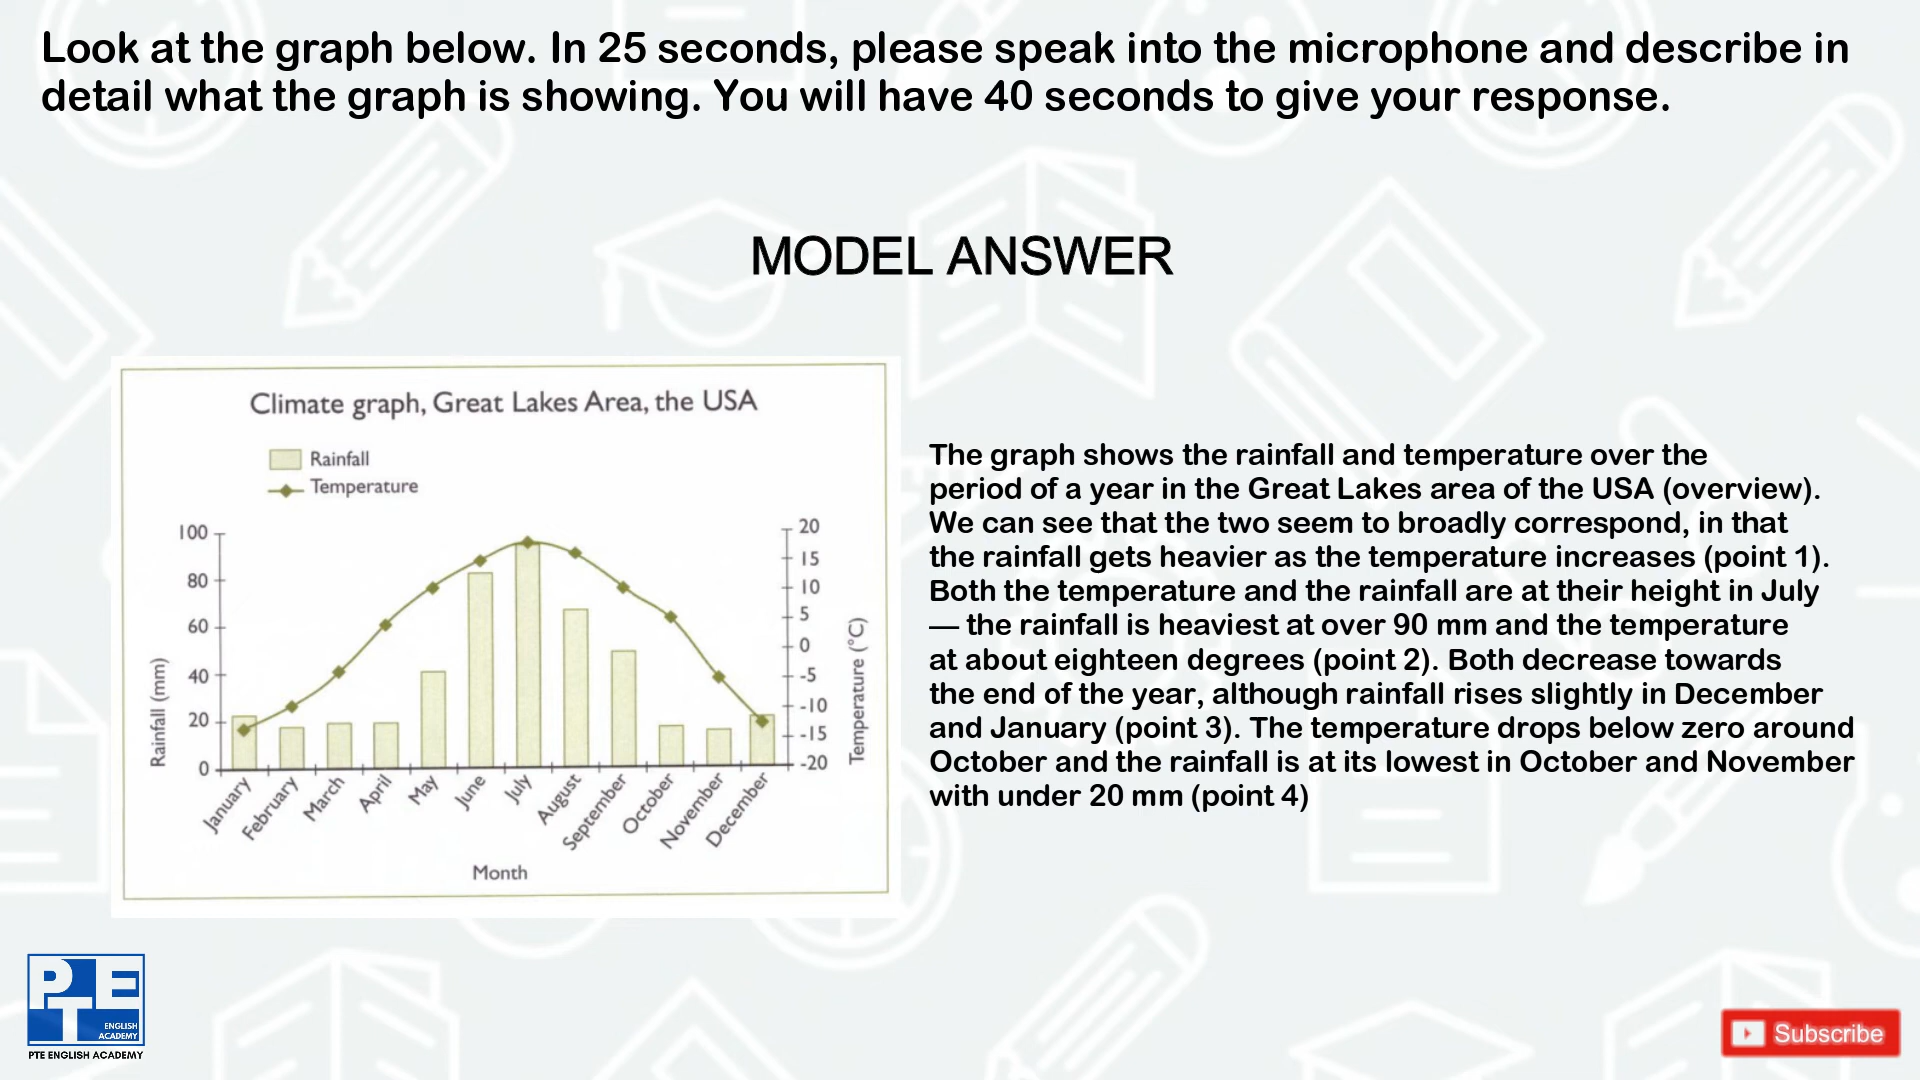 Look at the graph below. In 25 seconds, please speak into the microphone and describe in
detail what the graph is showing. You will have 40 seconds to give your response.
MODEL ANSWER
Climate graph, Great Lakes Area, the USA
Rainfall
Temperature
100
80
60
40
20
0
Rainfall (mm)
20
15
10
5
0
-5
-10
-15
-20
Temperature (°C)
January
February
March
April
May
June
July
August
September
October
November
December
Month
The graph shows the rainfall and temperature over the
period of a year in the Great Lakes area of the USA (overview).
We can see that the two seem to broadly correspond, in that
the rainfall gets heavier as the temperature increases (point 1).
Both the temperature and the rainfall are at their height in July
— the rainfall is heaviest at over 90 mm and the temperature
at about eighteen degrees (point 2). Both decrease towards
the end of the year, although rainfall rises slightly in December
and January (point 3). The temperature drops below zero around
October and the rainfall is at its lowest in October and November
with under 20 mm (point 4)
PTE
ENGLISH
ACADEMY
PTE ENGLISH ACADEMY
Subscribe